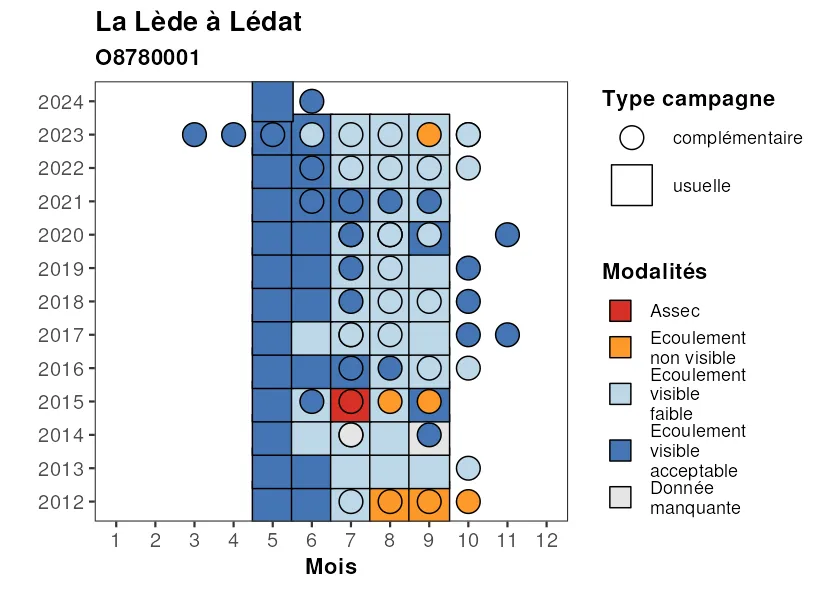 La Lède à Lédat
O8780001
2024
2023
2022
2021
2020
2019
2018
2017
2016
2015
2014
2013
2012
1 2 3 4 5 6 7 8 9 10 11 12
Mois
Type campagne
complémentaire
usuelle
Modalités
Assec
Ecoulement
non visible
Ecoulement
visible
faible
Ecoulement
visible
acceptable
Donnée
manquante